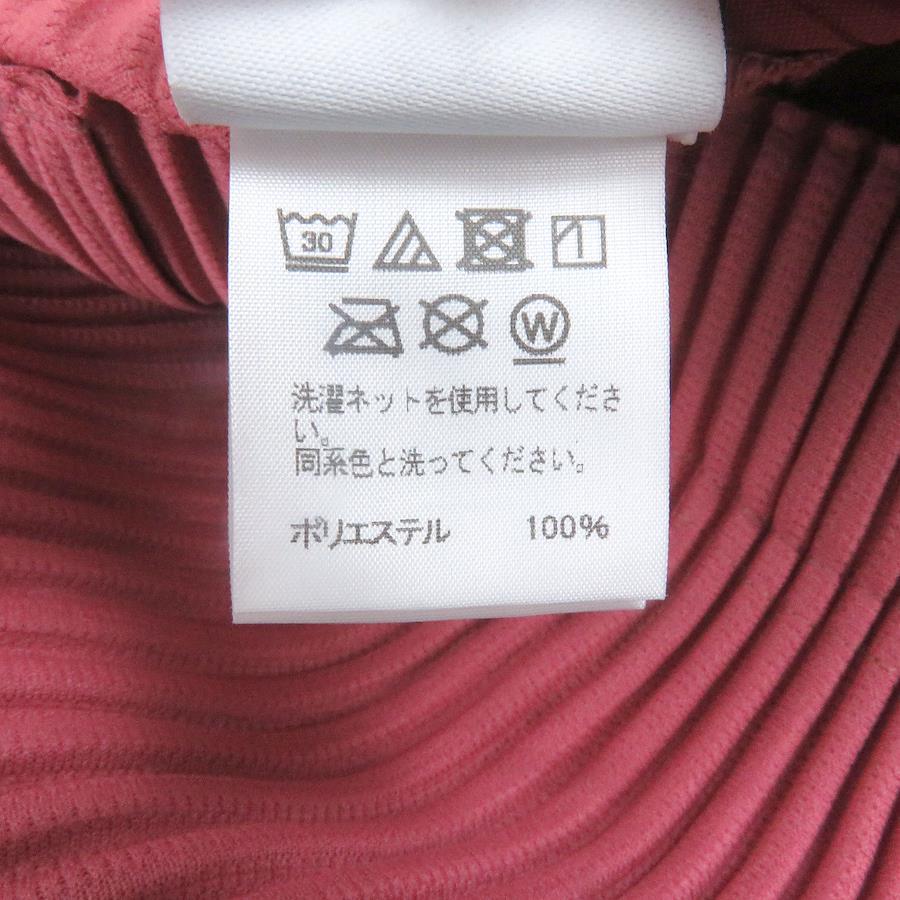 30
W
洗濯ネットを使用してくださ
い。
同系色と洗ってください。
ポリエステル 100%